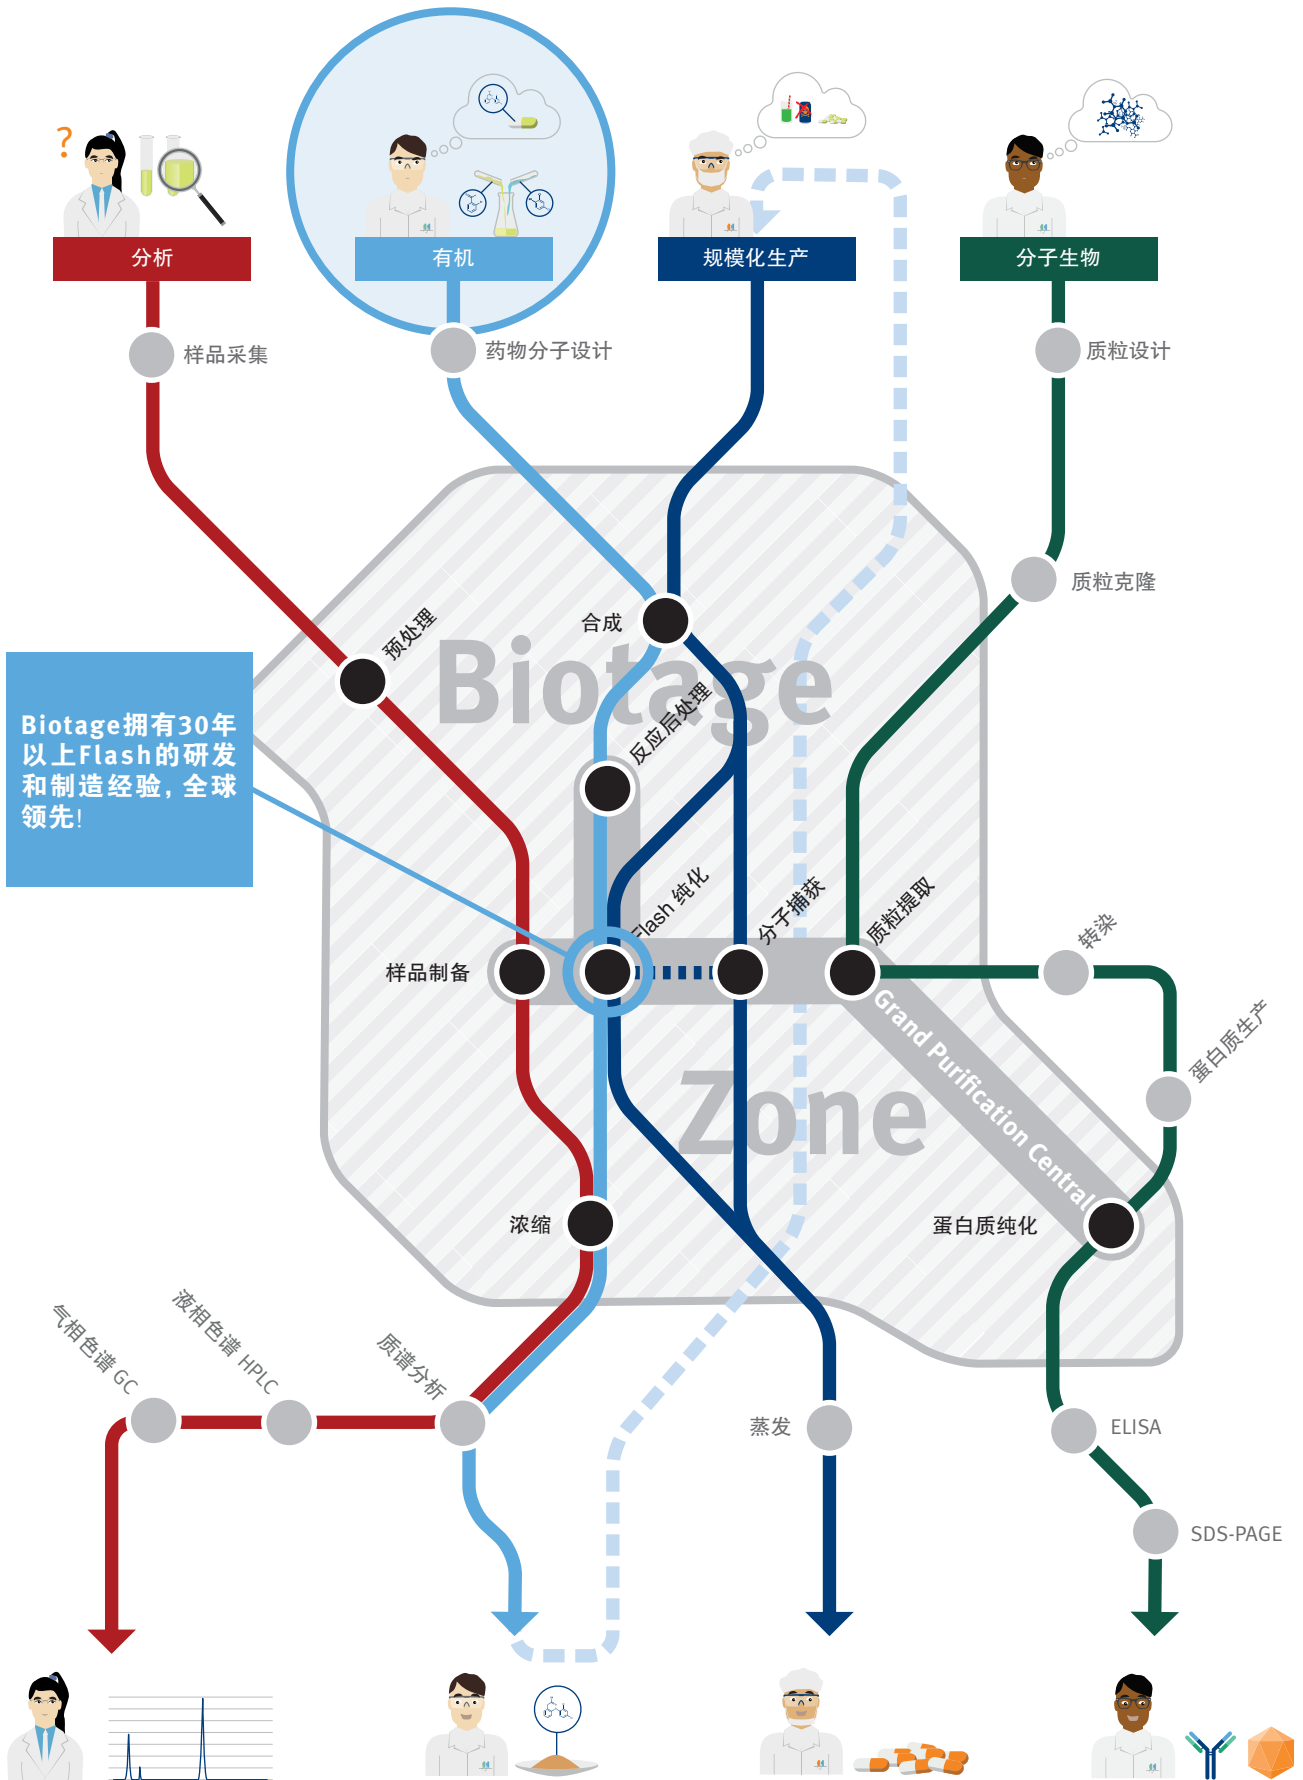 ?
分析
有机
规模化生产
分子生物
样品采集
药物分子设计
质粒设计
质粒克隆
预处理
合成
Biotage
反应后处理
Biotage拥有30年
以上Flash的研发
和制造经验, 全球
领先!
Flash 纯化
分子捕获
质粒提取
样品制备
转染
Grand Purification Central
蛋白质生产
Zone
浓缩
蛋白质纯化
气相色谱 GC
液相色谱 HPLC
质谱分析
蒸发
ELISA
SDS-PAGE